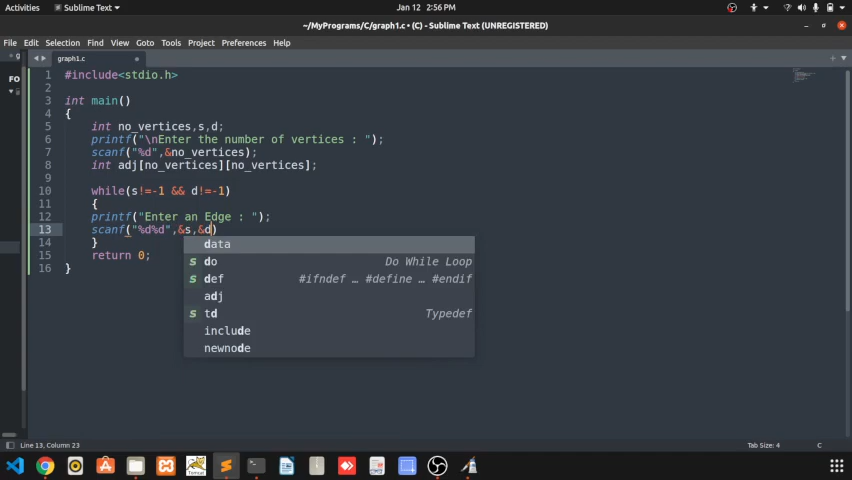 Activities Sublime Text Jan 12 2:56 PM
~/MyPrograms/C/graph1.c • (C) - Sublime Text (UNREGISTERED)
File Edit Selection Find View Goto Tools Project Preferences Help
graph1.c
FO
1 #include<stdio.h>
2
3 int main()
4 {
5 int no_vertices,s,d;
6 printf("\nEnter the number of vertices : ");
7 scanf("%d",&no_vertices);
8 int adj[no_vertices][no_vertices];
9
10 while(s!=-1 && d!=-1)
11 {
12 printf("Enter an Edge : ");
13 scanf("%d%d",&s,&d)
14 }
15 return 0;
16 }
data
s do Do While Loop
s def #ifndef … #define … #endif
adj
s td Typedef
include
newnode
Line 13, Column 23 Tab Size: 4 C